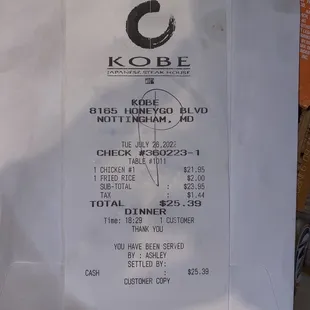 KOBE
JAPANESE STEAK HOUSE
KOBE
8165 HONEYGO BLVD
NOTTINGHAM, MD
TUE JULY 26,2022
CHECK #360223-1
TABLE #1011
1 CHICKEN #1 $21.95
1 FRIED RICE $2.00
SUB-TOTAL : $23.95
TAX : $1.44
TOTAL : $25.39
DINNER
Time: 18:29 1 CUSTOMER
THANK YOU
YOU HAVE BEEN SERVED
BY : ASHLEY
SETTLED BY:
CASH : $25.39
CUSTOMER COPY